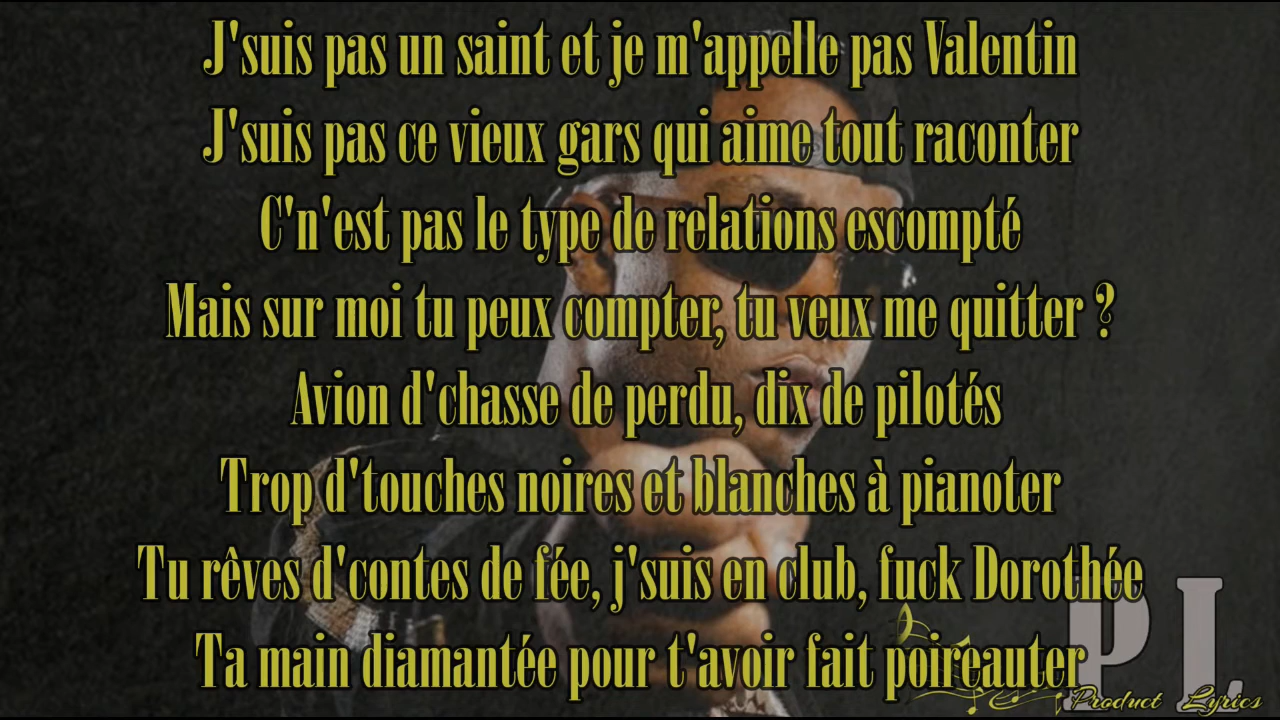 J'suis pas un saint et je m'appelle pas Valentin
J'suis pas ce vieux gars qui aime tout raconter
C'n'est pas le type de relations escompté
Mais sur moi tu peux compter, tu veux me quitter ?
Avion d'chasse de perdu, dix de pilotés
Trop d'touches noires et blanches à pianoter
Tu rêves d'contes de fée, j'suis en club, fuck Dorothée
Ta main diamantée pour t'avoir fait poireauter
PL
Product Lyrics